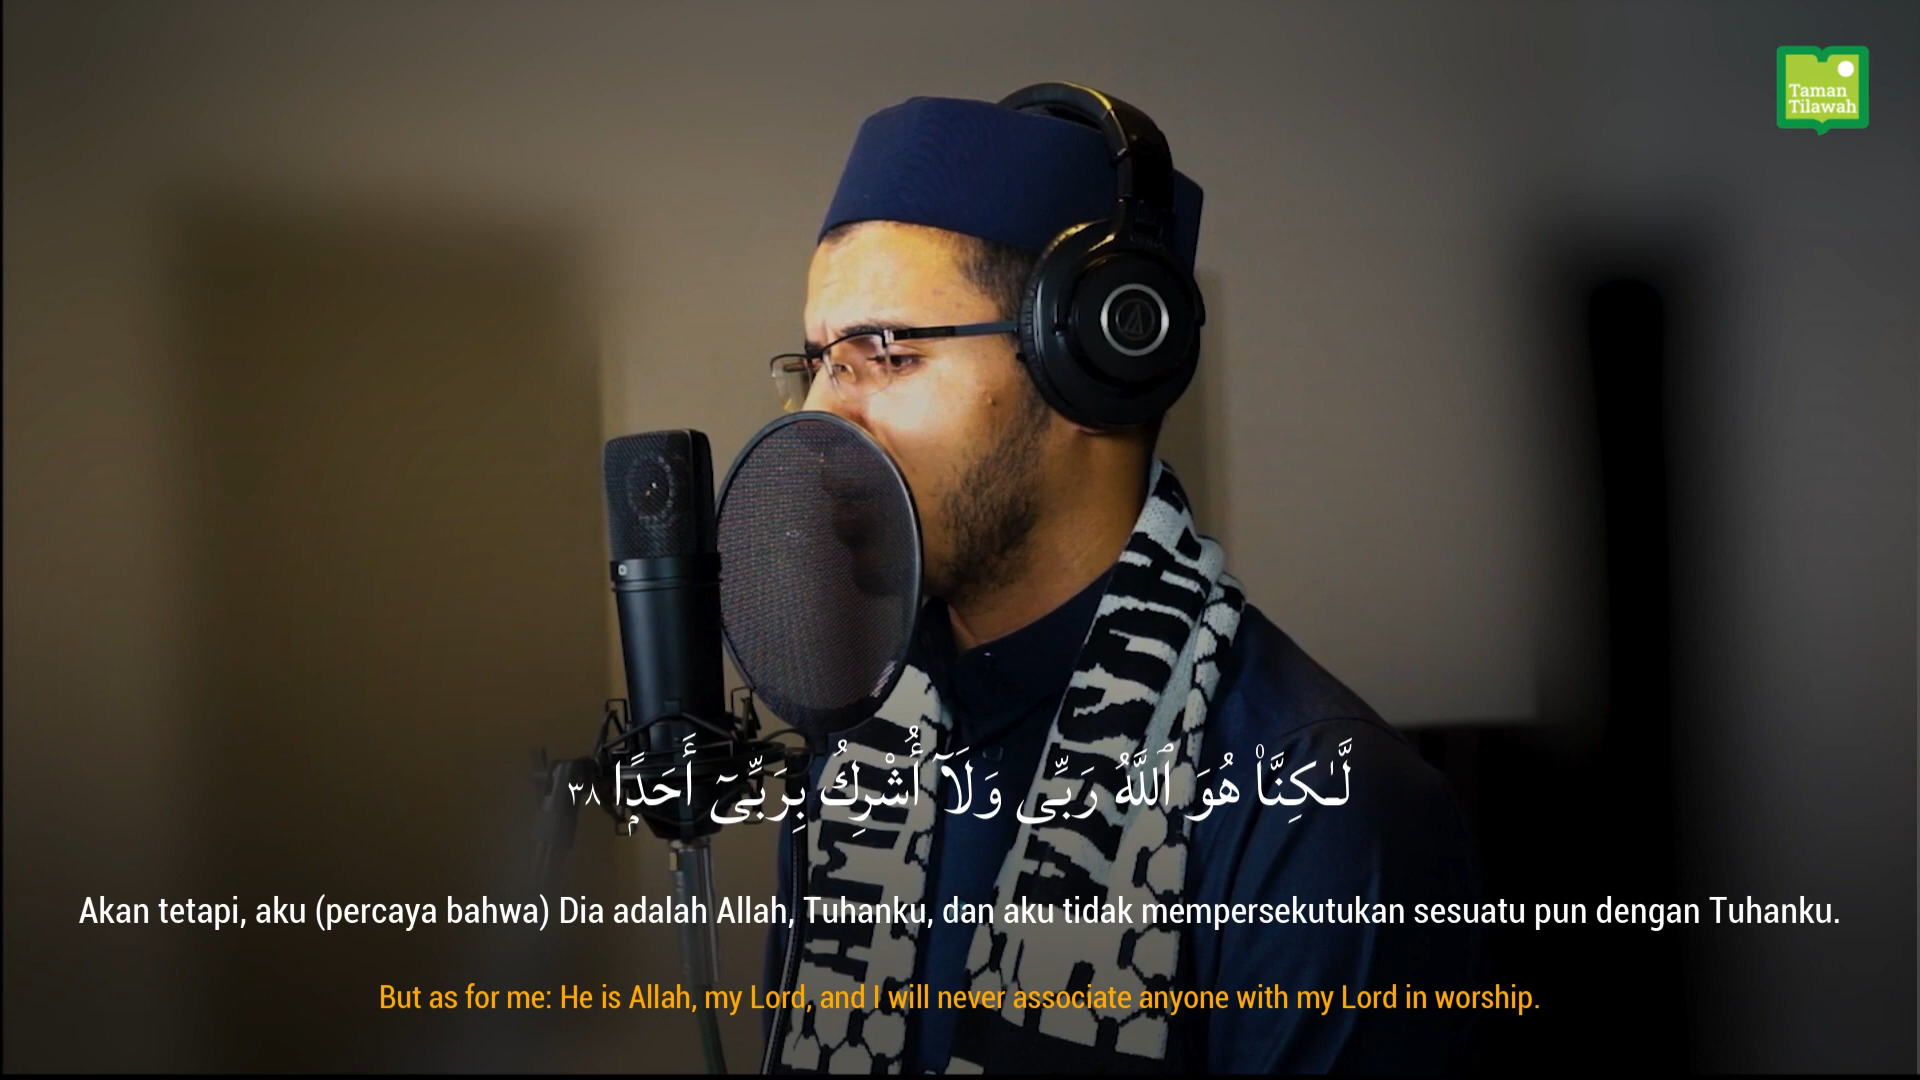 Taman
Tilawah
لَّـٰكِنَّا۠ هُوَ ٱللَّهُ رَبِّى وَلَآ أُشْرِكُ بِرَبِّىٓ أَحَدًۭا ٣٨
Akan tetapi, aku (percaya bahwa) Dia adalah Allah, Tuhanku, dan aku tidak mempersekutukan sesuatu pun dengan Tuhanku.
But as for me: He is Allah, my Lord, and I will never associate anyone with my Lord in worship.